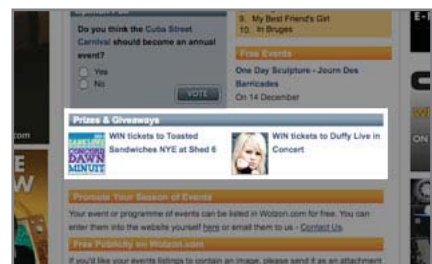 Do you think the Cuba Street
Carnival should become an annual
event?
Yes
No
VOTE
9. My Best Friend's Girl
10. In Bruges
Free Events
One Day Sculpture - Journ Des
Barricades
On 14 December
Prizes & Giveaways
WIN tickets to Toasted
Sandwiches NYE at Shed 6
WIN tickets to Duffy Live in
Concert
CONCORD
DAWN
MINUIT
Promote Your Season of Events
Your event or programme of events can be listed in Wotzon.com for free. You can
enter them into the website yourself here or email them to us - Contact Us.
Free Publicity on Wotzon.com
If you'd like your events listings to contain an image, please send it as an attachment